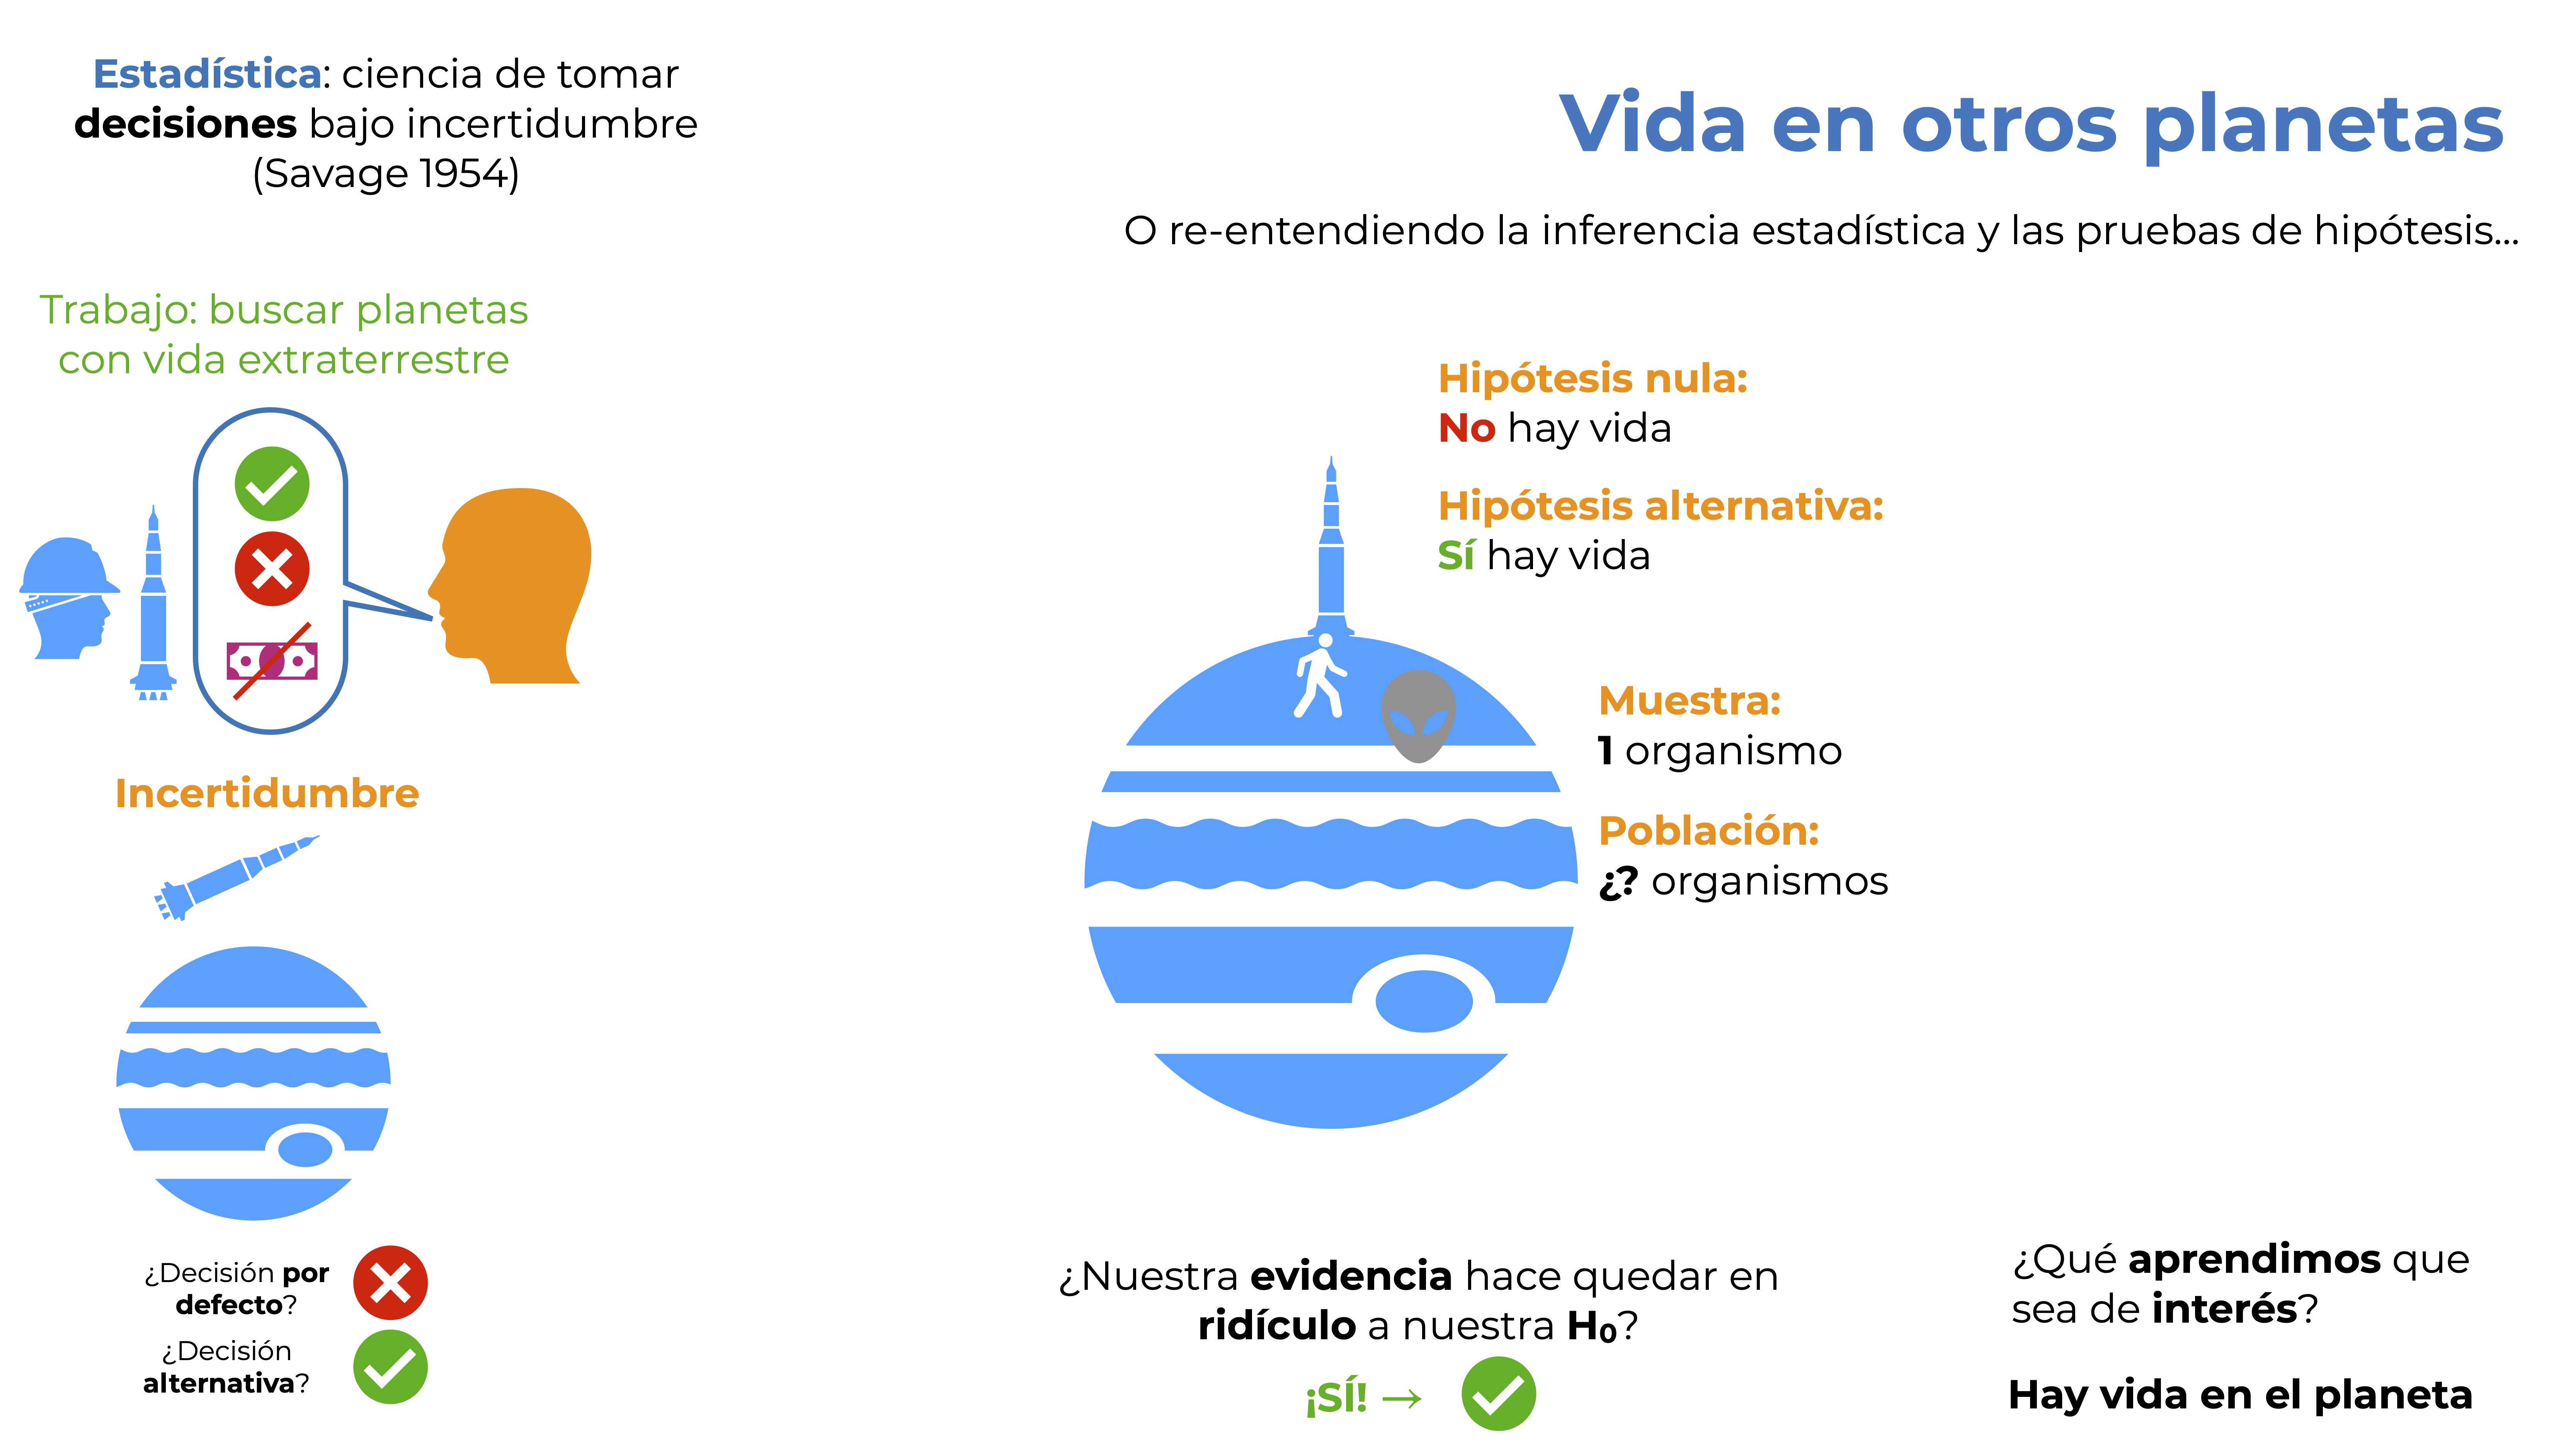 Estadística: ciencia de tomar
decisiones bajo incertidumbre
(Savage 1954)
Vida en otros planetas
O re-entendiendo la inferencia estadística y las pruebas de hipótesis...
Trabajo: buscar planetas
con vida extraterrestre
Incertidumbre
¿Decisión por
defecto?
¿Decisión
alternativa?
Hipótesis nula:
No hay vida
Hipótesis alternativa:
Sí hay vida
Muestra:
1 organismo
Población:
¿? organismos
¿Nuestra evidencia hace quedar en
ridículo a nuestra H₀?
¡SÍ! →
¿Qué aprendimos que
sea de interés?
Hay vida en el planeta